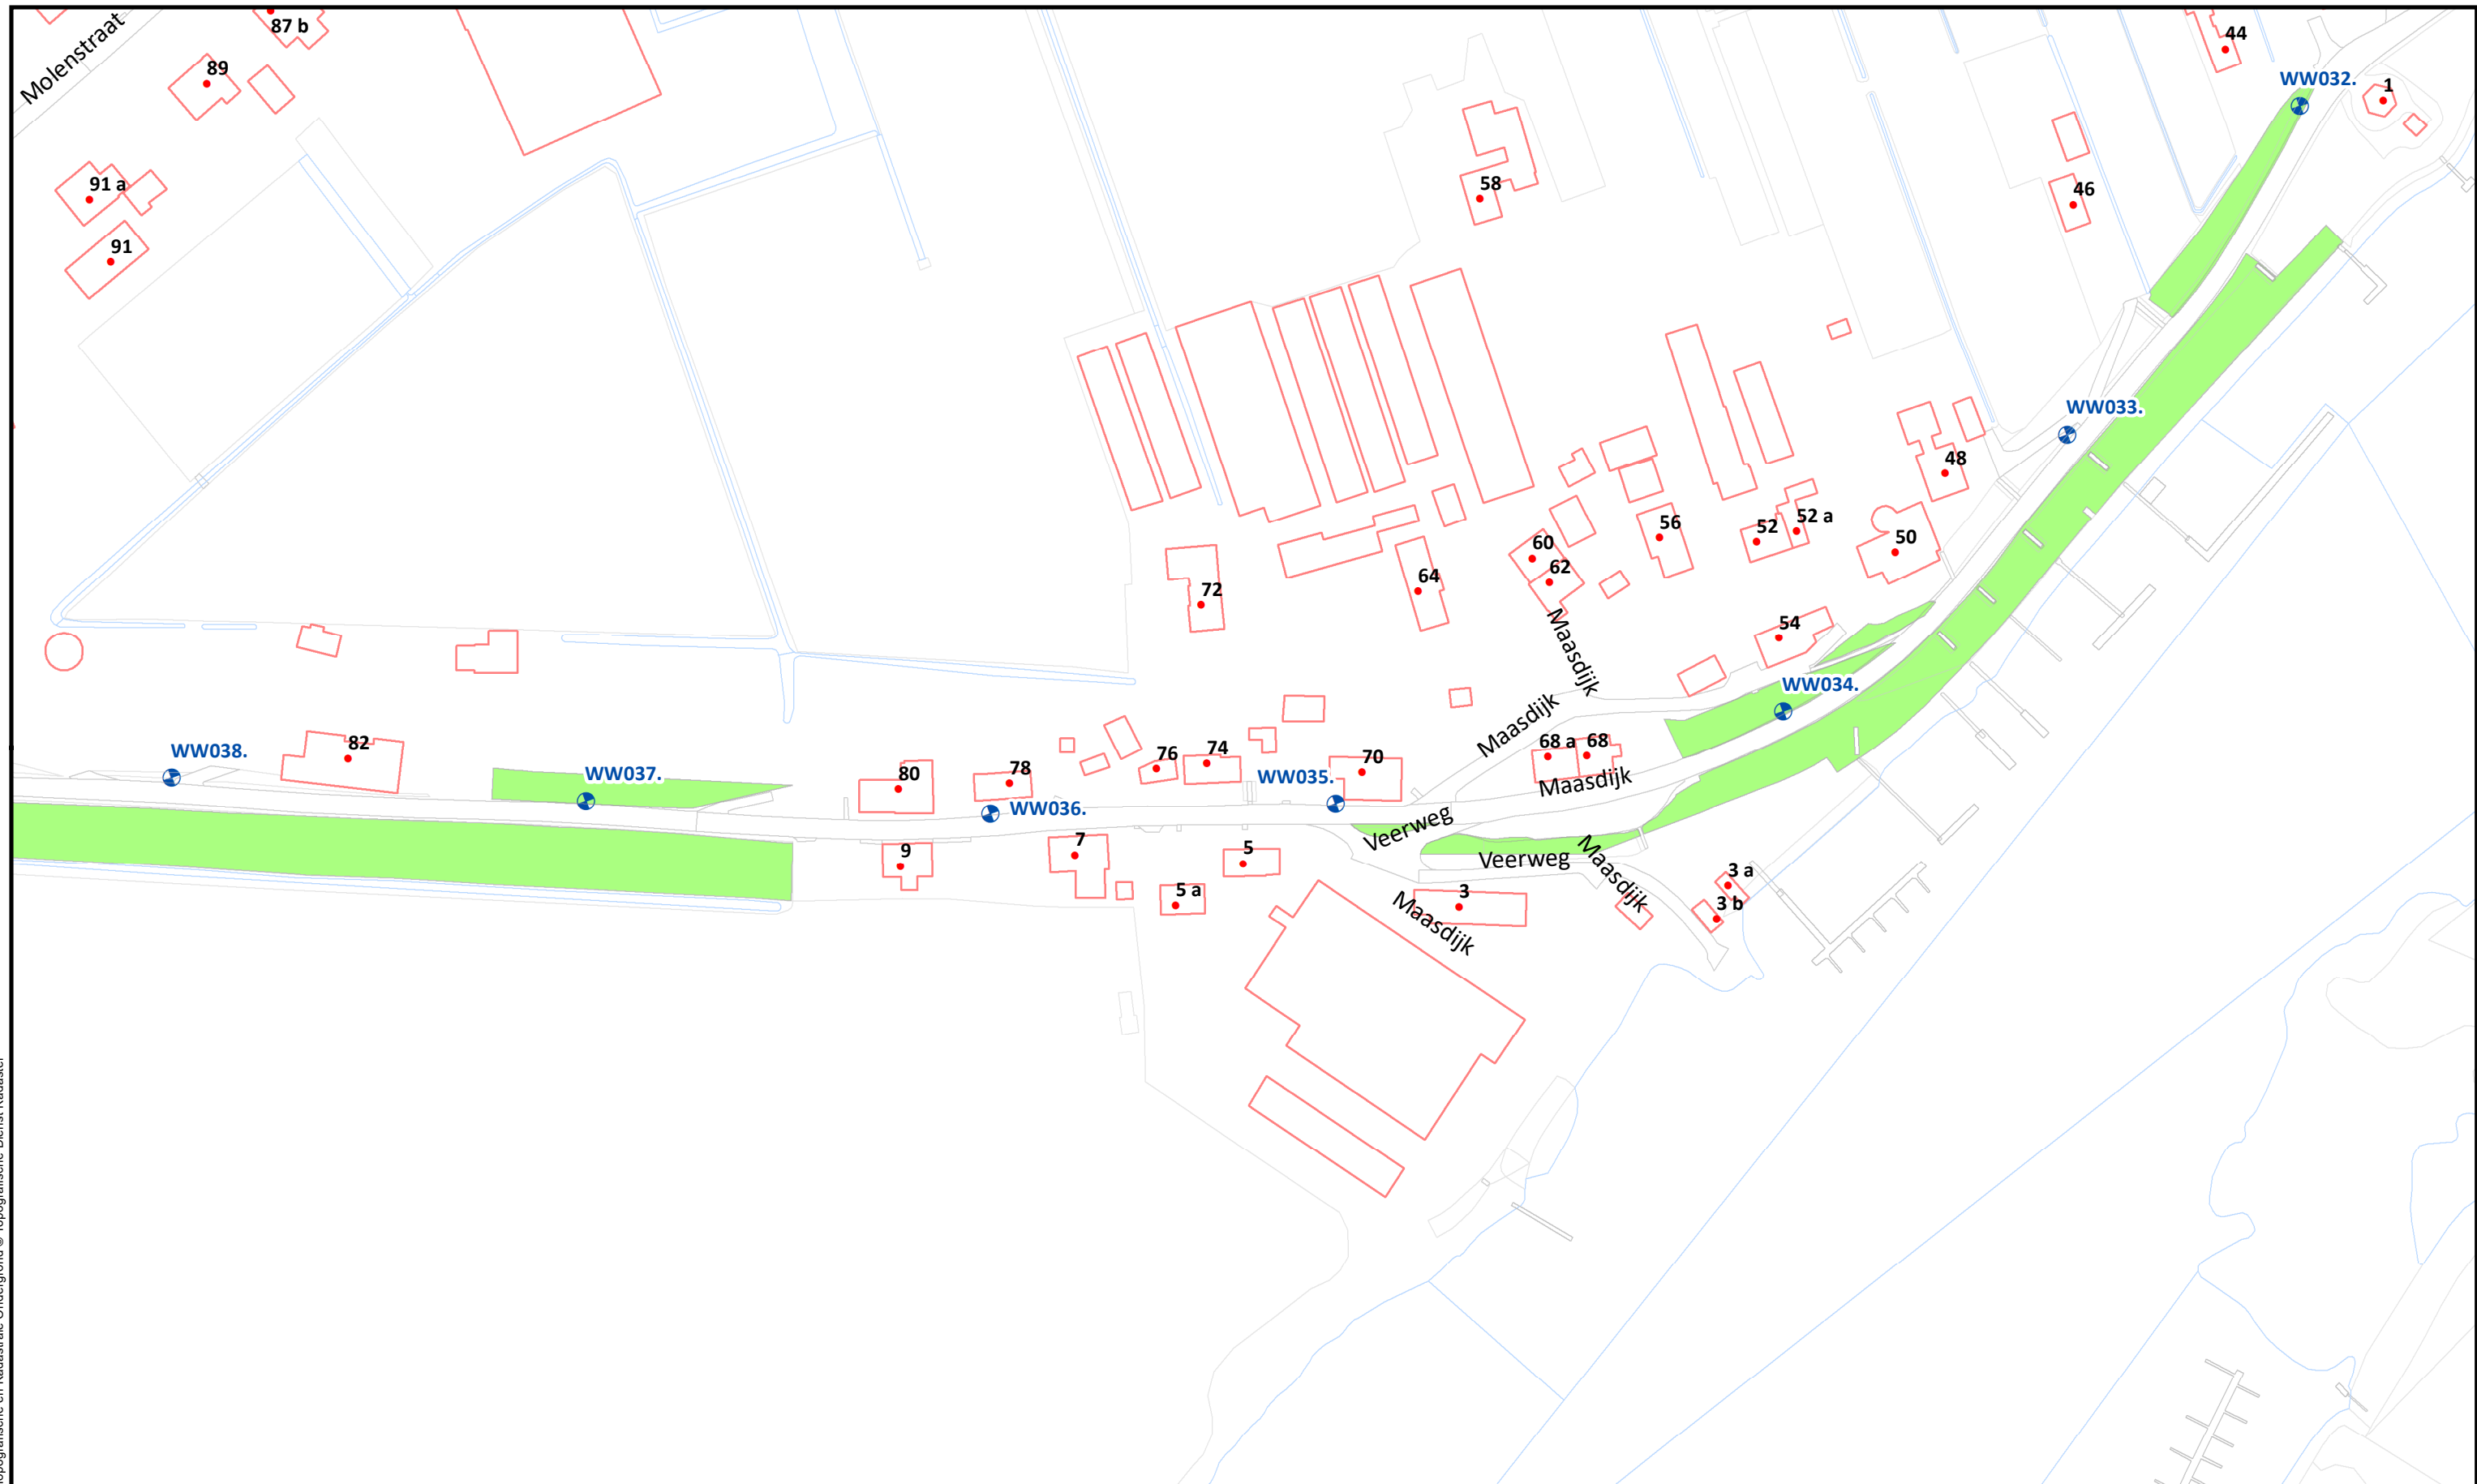 Molenstraat
87 b
44
89
WW032.
1
91 a
58
46
91
WW033.
48
56
52
52 a
50
60
62
64
72
Maasdijk
54
WW034.
Maasdijk
82
WW038.
WW037.
80
78
76
74
70
68 a
68
WW035.
Maasdijk
WW036.
Veerweg
9
7
5
Veerweg
Maasdijk
5 a
3
3 a
3 b
Maasdijk